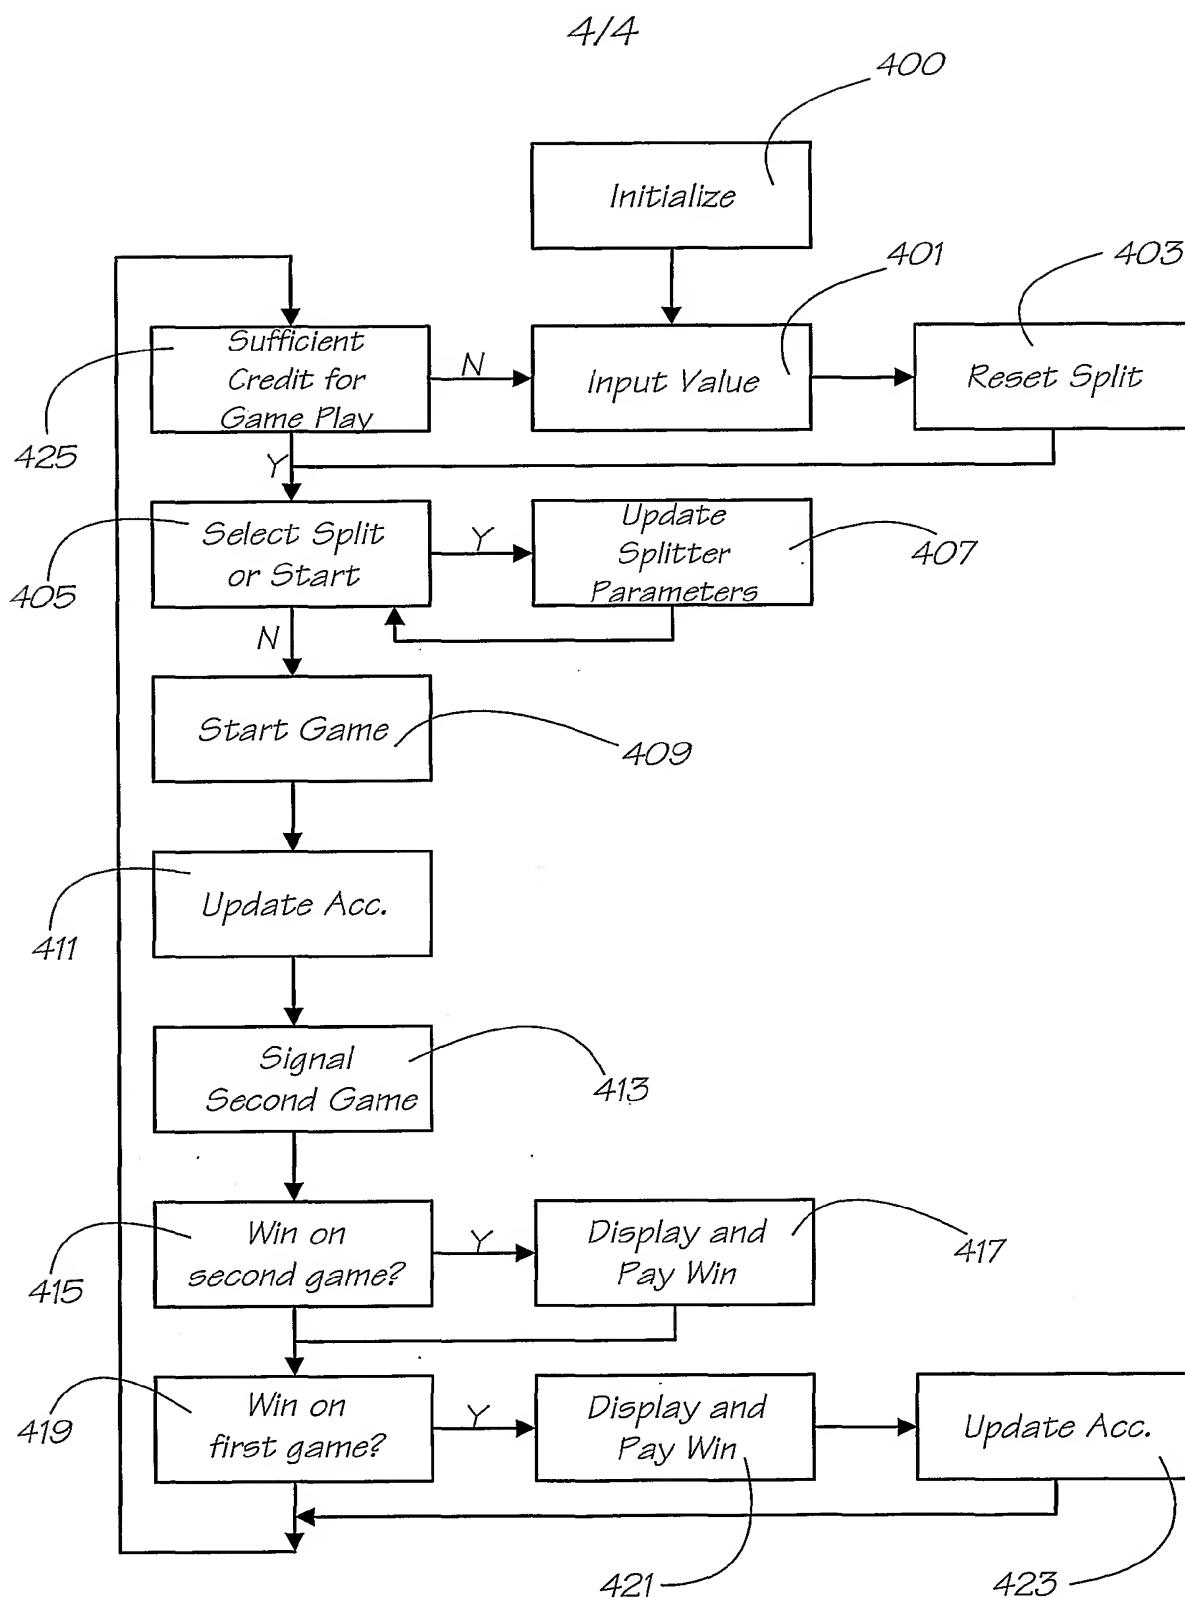 4/4
400
Initialize
401
403
Sufficient
Credit for
Game Play
N
Input Value
Reset Split
425
Y
Select Split
or Start
Y
Update
Splitter
Parameters
405
407
N
Start Game
409
Update Acc.
411
Signal
Second Game
413
Win on
second game?
Y
Display and
Pay Win
415
417
Win on
first game?
Y
Display and
Pay Win
Update Acc.
419
421
423